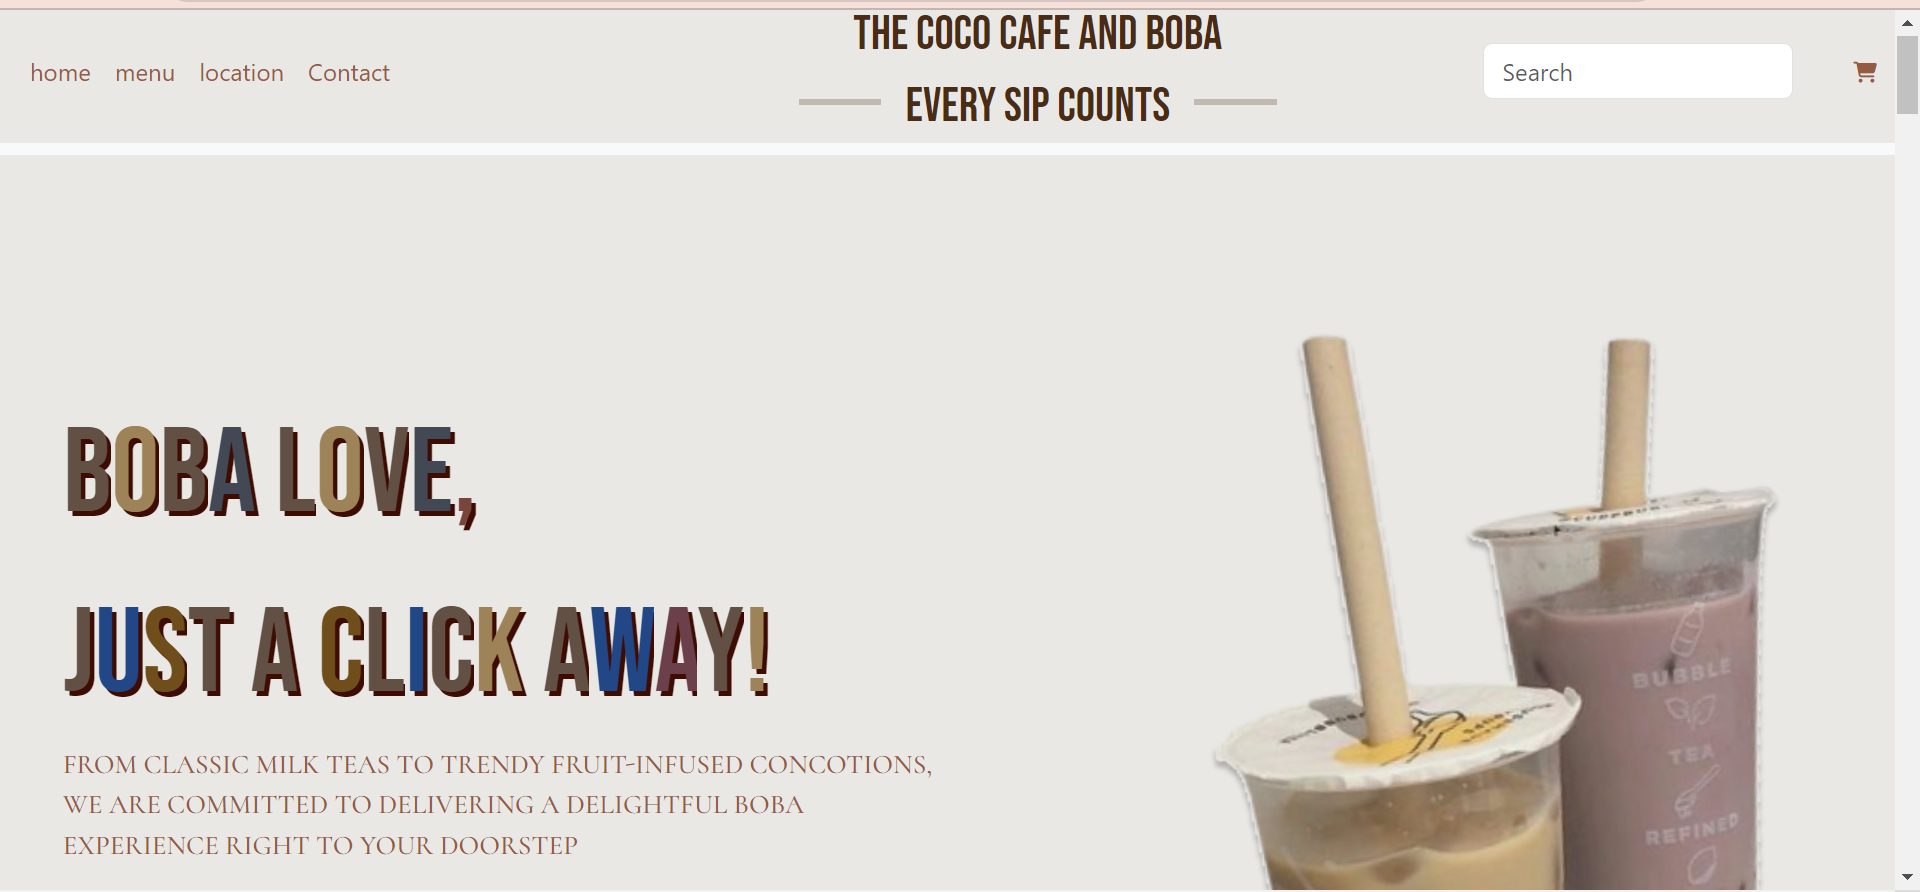 home menu location Contact
THE COCO CAFE AND BOBA
EVERY SIP COUNTS
Search
BOBA LOVE,
JUST A CLICK AWAY!
FROM CLASSIC MILK TEAS TO TRENDY FRUIT-INFUSED CONCOTIONS,
WE ARE COMMITTED TO DELIVERING A DELIGHTFUL BOBA
EXPERIENCE RIGHT TO YOUR DOORSTEP
BUBBLE
TEA
REFINED